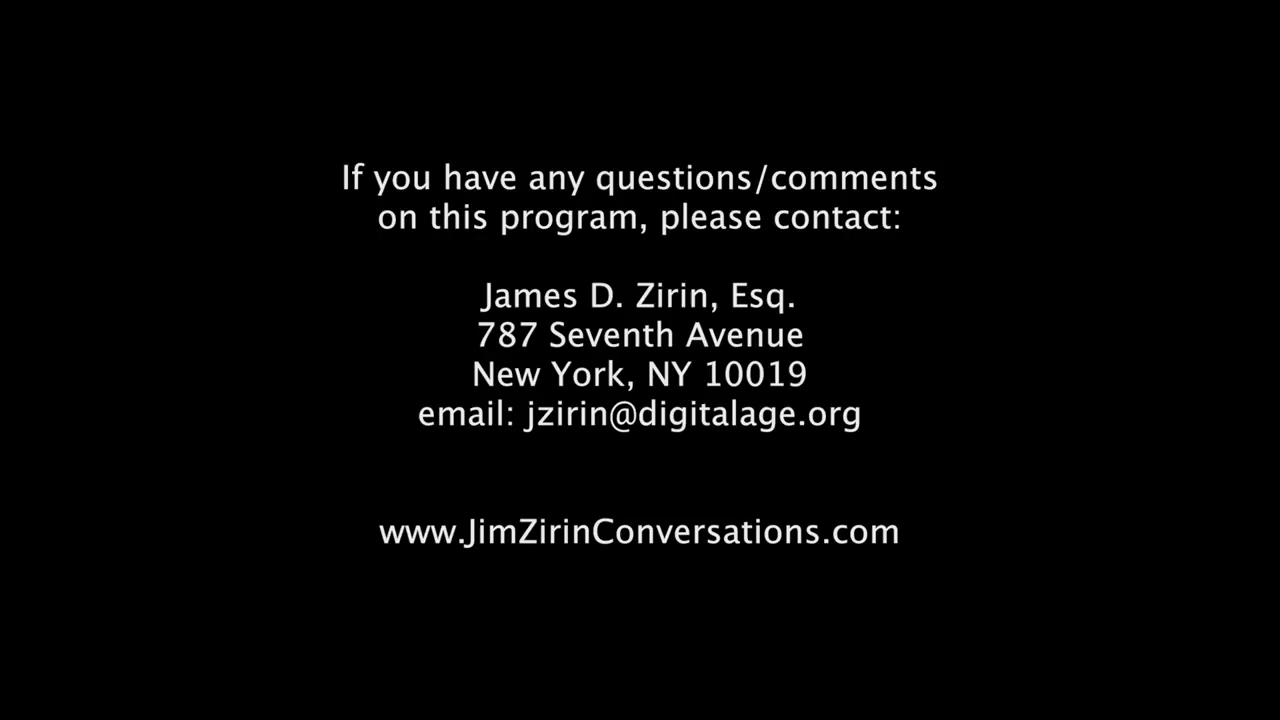 If you have any questions/comments
on this program, please contact:
James D. Zirin, Esq.
787 Seventh Avenue
New York, NY 10019
email: jzirin@digitalage.org
www.JimZirinConversations.com